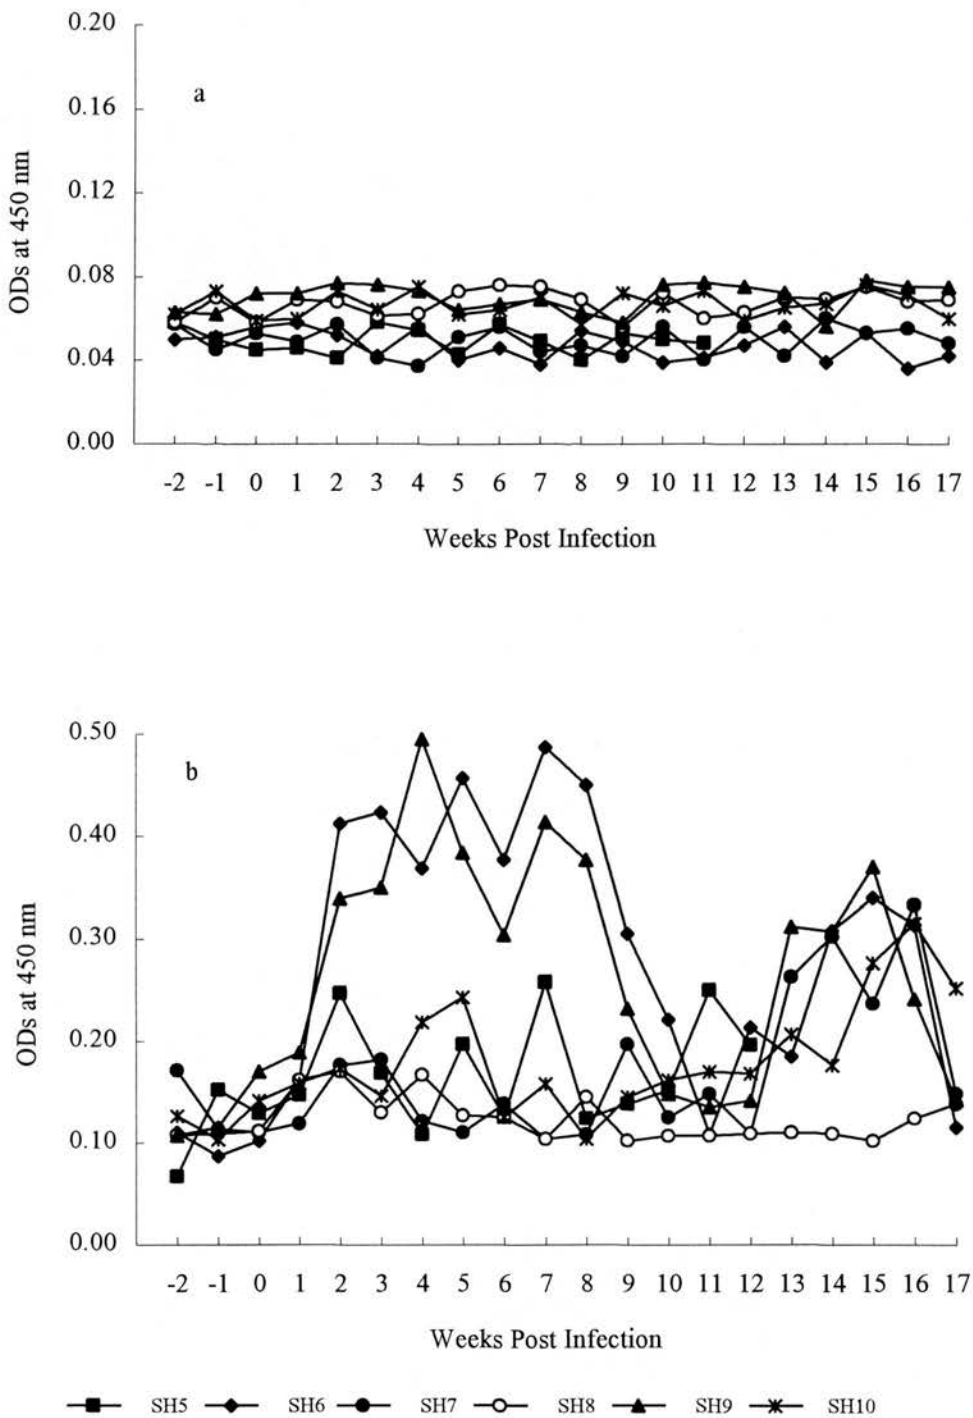 0.20
a
0.16
0.12
0.08
0.04
0.00
ODs at 450 nm
-2 -1 0 1 2 3 4 5 6 7 8 9 10 11 12 13 14 15 16 17
Weeks Post Infection
0.50
b
0.40
0.30
0.20
0.10
0.00
ODs at 450 nm
-2 -1 0 1 2 3 4 5 6 7 8 9 10 11 12 13 14 15 16 17
Weeks Post Infection
SH5 SH6 SH7 SH8 SH9 SH10